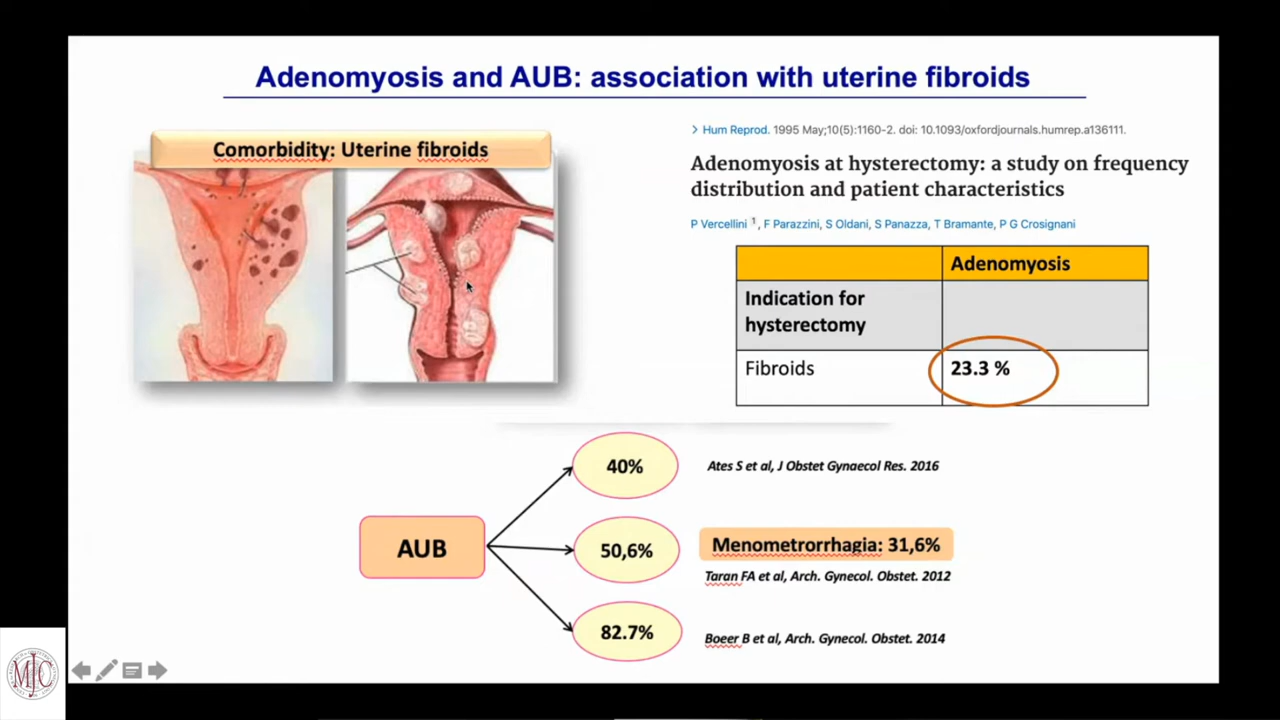 Adenomyosis and AUB: association with uterine fibroids
Comorbidity: Uterine fibroids
> Hum Reprod. 1995 May;10(5):1160-2. doi: 10.1093/oxfordjournals.humrep.a136111.
Adenomyosis at hysterectomy: a study on frequency
distribution and patient characteristics
P Vercellini 1, F Parazzini, S Oldani, S Panazza, T Bramante, P G Crosignani
Adenomyosis
Indication for
hysterectomy
Fibroids 23.3 %
40% Ates S et al, J Obstet Gynaecol Res. 2016
AUB 50,6% Menometrorrhagia: 31,6%
Taran FA et al, Arch. Gynecol. Obstet. 2012
82.7% Boeer B et al, Arch. Gynecol. Obstet. 2014
MJC